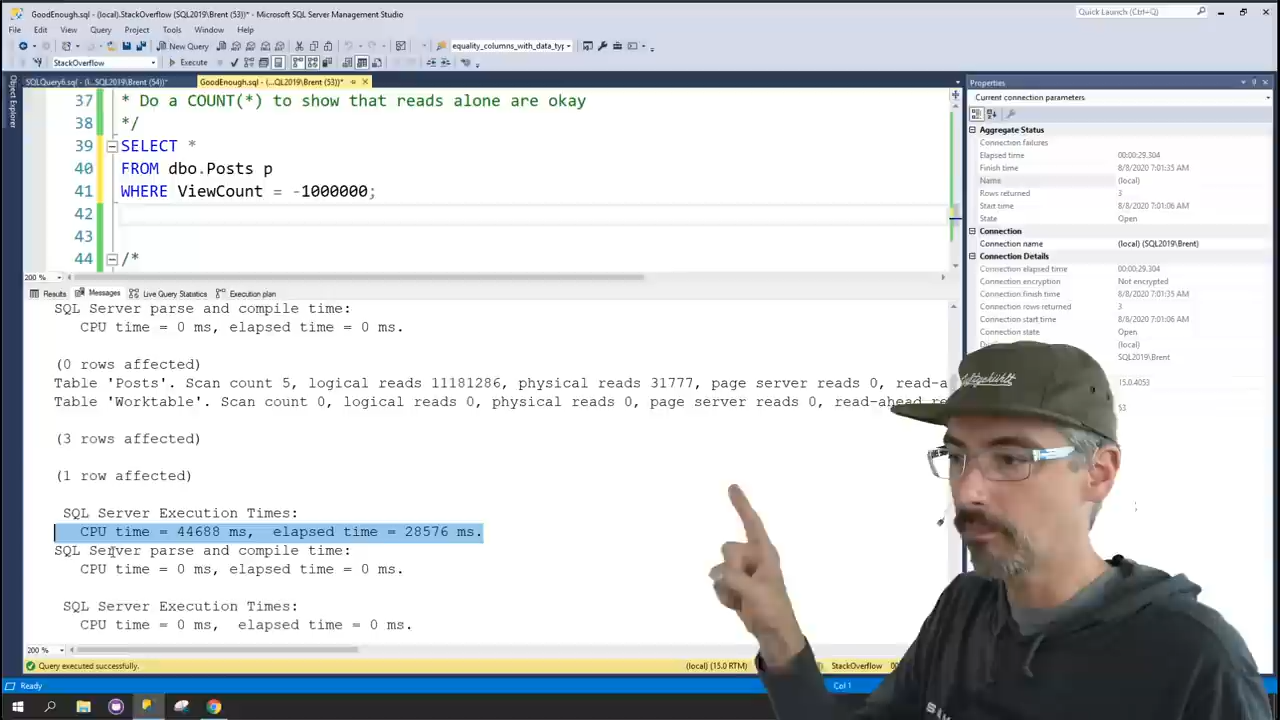 GoodEnough.sql - (local).StackOverflow (SQL2019\Brent (53))* - Microsoft SQL Server Management Studio
Quick Launch (Ctrl+Q)
File Edit View Query Project Tools Window Help
New Query
equality_columns_with_data_typ
StackOverflow
Execute
Object Explorer
SQLQuery6.sql - (l...SQL2019\Brent (54))*
GoodEnough.sql - (l...QL2019\Brent (53))*
37 * Do a COUNT(*) to show that reads alone are okay
38 */
39 SELECT *
40 FROM dbo.Posts p
41 WHERE ViewCount = -1000000;
42
43
44 /*
200 %
Results Messages Live Query Statistics Execution plan
SQL Server parse and compile time:
CPU time = 0 ms, elapsed time = 0 ms.
(0 rows affected)
Table 'Posts'. Scan count 5, logical reads 11181286, physical reads 31777, page server reads 0, read-a
Table 'Worktable'. Scan count 0, logical reads 0, physical reads 0, page server reads 0, read-ahead re
(3 rows affected)
(1 row affected)
SQL Server Execution Times:
CPU time = 44688 ms, elapsed time = 28576 ms.
SQL Server parse and compile time:
CPU time = 0 ms, elapsed time = 0 ms.
SQL Server Execution Times:
CPU time = 0 ms, elapsed time = 0 ms.
200 %
Query executed successfully.
(local) (15.0 RTM)
StackOverflow
Ready
Col 1
Properties
Current connection parameters
Aggregate Status
Connection failures
Elapsed time 00:00:29.304
Finish time 8/8/2020 7:01:35 AM
Name (local)
Rows returned 3
Start time 8/8/2020 7:01:06 AM
State Open
Connection
Connection name (local) (SQL2019\Brent)
Connection Details
Connection elapsed time 00:00:29.304
Connection encryption Not encrypted
Connection finish time 8/8/2020 7:01:35 AM
Connection rows returned 3
Connection start time 8/8/2020 7:01:06 AM
Connection state Open
(local)
SQL2019\Brent
15.0.4053
53